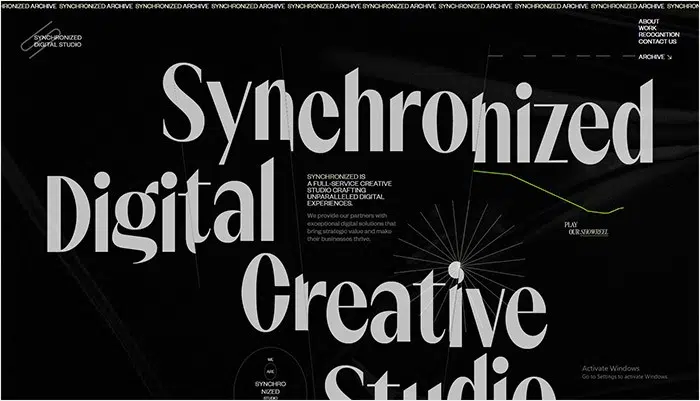 HRONIZED ARCHIVE SYNCHRONIZED ARCHIVE SYNCHRONIZED ARCHIVE SYNCHRONIZED ARCHIVE SYNCHRONIZED ARCHIVE SYNCHRONIZED ARCHIVE SYNCHRONIZED ARCHIVE SYNCHRON
SYNCHRONIZED
DIGITAL STUDIO
ABOUT
WORK
RECOGNITION
CONTACT US
ARCHIVE ↘
Synchronized
Digital
SYNCHRONIZED IS
A FULL-SERVICE CREATIVE
STUDIO CRAFTING
UNPARALLELED DIGITAL
EXPERIENCES.
We provide our partners with
exceptional digital solutions that
bring strategic value and make
their businesses thrive.
PLAY
OUR SHOWREEL
Creative
WE
ARE
SYNCHRO
NIZED
STUDIO
Studio
Activate Windows
Go to Settings to activate Windows.